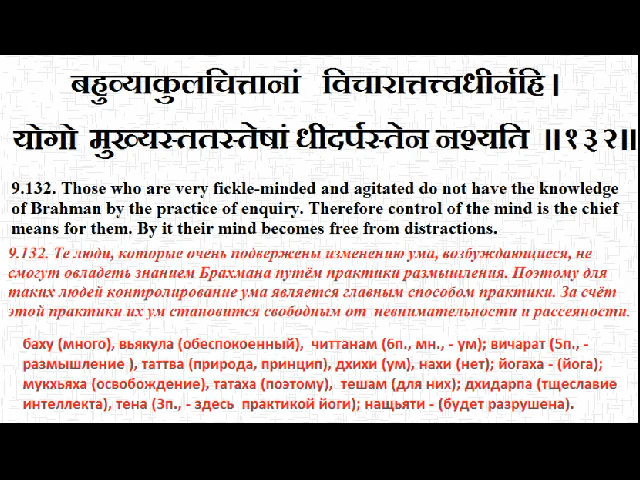 बहुव्याकुलचित्तानां विचारात्तत्त्वधीर्नहि।
योगो मुख्यस्ततस्तेषां धीदर्पस्तेन नश्यति ॥१३२॥
9.132. Those who are very fickle-minded and agitated do not have the knowledge
of Brahman by the practice of enquiry. Therefore control of the mind is the chief
means for them. By it their mind becomes free from distractions.
9.132. Те люди, которые очень подвержены изменению ума, возбуждающиеся, не
смогут овладеть знанием Брахмана путём практики размышления. Поэтому для
таких людей контролирование ума является главным способом практики. За счёт
этой практики их ум становится свободным от невнимательности и рассеяности.
баху (много), вьякула (обеспокоенный), читтанам (6п., мн., - ум); вичарат (5п., -
размышление ), таттва (природа, принцип), дхихи (ум), нахи (нет); йогаха - (йога);
мукхьяха (освобождение), татаха (поэтому), тешам (для них); дхидарпа (тщеславие
интеллекта), тена (3п., - здесь практикой йоги); нащьяти - (будет разрушена).